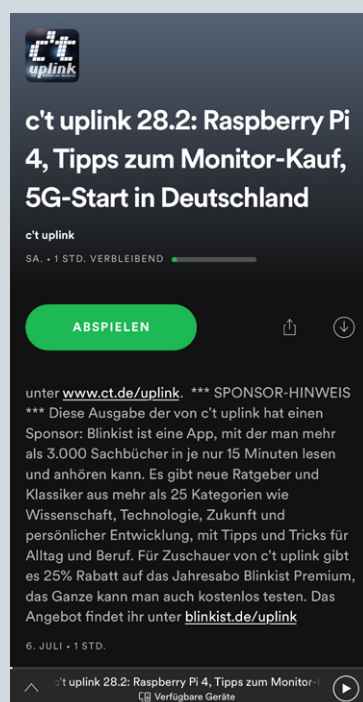 c't
uplink
c't uplink 28.2: Raspberry Pi
4, Tipps zum Monitor-Kauf,
5G-Start in Deutschland
c't uplink
SA. • 1 STD. VERBLEIBEND
ABSPIELEN
unter www.ct.de/uplink. *** SPONSOR-HINWEIS
*** Diese Ausgabe der von c't uplink hat einen
Sponsor: Blinkist ist eine App, mit der man mehr
als 3.000 Sachbücher in je nur 15 Minuten lesen
und anhören kann. Es gibt neue Ratgeber und
Klassiker aus mehr als 25 Kategorien wie
Wissenschaft, Technologie, Zukunft und
persönlicher Entwicklung, mit Tipps und Tricks für
Alltag und Beruf. Für Zuschauer von c't uplink gibt
es 25% Rabatt auf das Jahresabo Blinkist Premium,
das Ganze kann man auch kostenlos testen. Das
Angebot findet ihr unter blinkist.de/uplink
6. JULI • 1 STD.
c't uplink 28.2: Raspberry Pi 4, Tipps zum Monitor-
Verfügbare Geräte